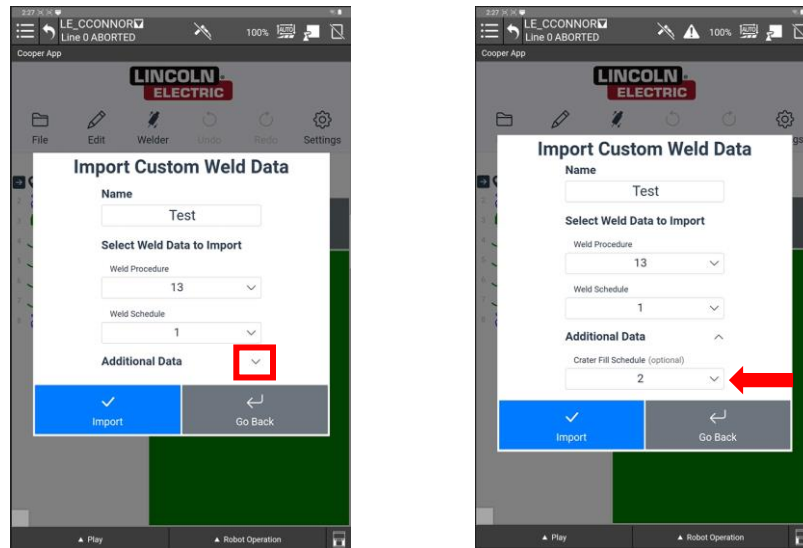 2:27
LE_CCONNOR
Line 0 ABORTED
100%
AUTO
Cooper App
LINCOLN
ELECTRIC
File Edit Welder Undo Redo Settings
Import Custom Weld Data
Name
Test
Select Weld Data to Import
Weld Procedure
13
Weld Schedule
1
Additional Data
Import Go Back
Play Robot Operation
2:27
LE_CCONNOR
Line 0 ABORTED
100%
AUTO
Cooper App
LINCOLN
ELECTRIC
Import Custom Weld Data
Name
Test
Select Weld Data to Import
Weld Procedure
13
Weld Schedule
1
Additional Data
Crater Fill Schedule (optional)
2
Import Go Back
Play Robot Operation